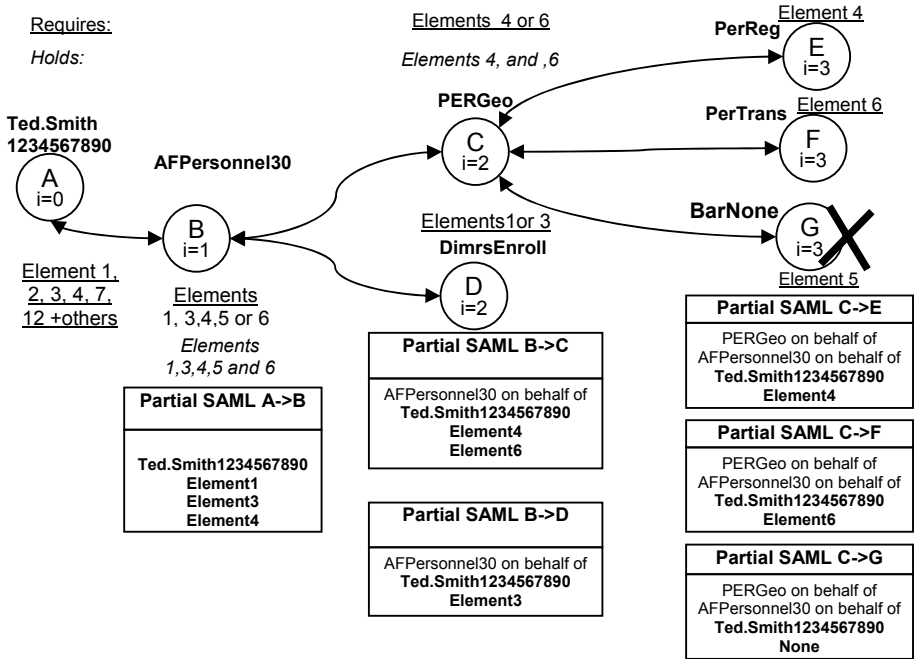 Requires:
Holds:
Elements 4 or 6
Elements 4, and ,6
PerReg
Element 4
E
i=3
PERGeo
C
i=2
PerTrans
Element 6
F
i=3
Ted.Smith
1234567890
A
i=0
AFPersonnel30
B
i=1
BarNone
G
i=3
Element 5
Elements1or 3
DimrsEnroll
D
i=2
Element 1,
2, 3, 4, 7,
12 +others
Elements
1, 3,4,5 or 6
Elements
1,3,4,5 and 6
Partial SAML A->B
Ted.Smith1234567890
Element1
Element3
Element4
Partial SAML B->C
AFPersonnel30 on behalf of
Ted.Smith1234567890
Element4
Element6
Partial SAML B->D
AFPersonnel30 on behalf of
Ted.Smith1234567890
Element3
Partial SAML C->E
PERGeo on behalf of
AFPersonnel30 on behalf of
Ted.Smith1234567890
Element4
Partial SAML C->F
PERGeo on behalf of
AFPersonnel30 on behalf of
Ted.Smith1234567890
Element6
Partial SAML C->G
PERGeo on behalf of
AFPersonnel30 on behalf of
Ted.Smith1234567890
None